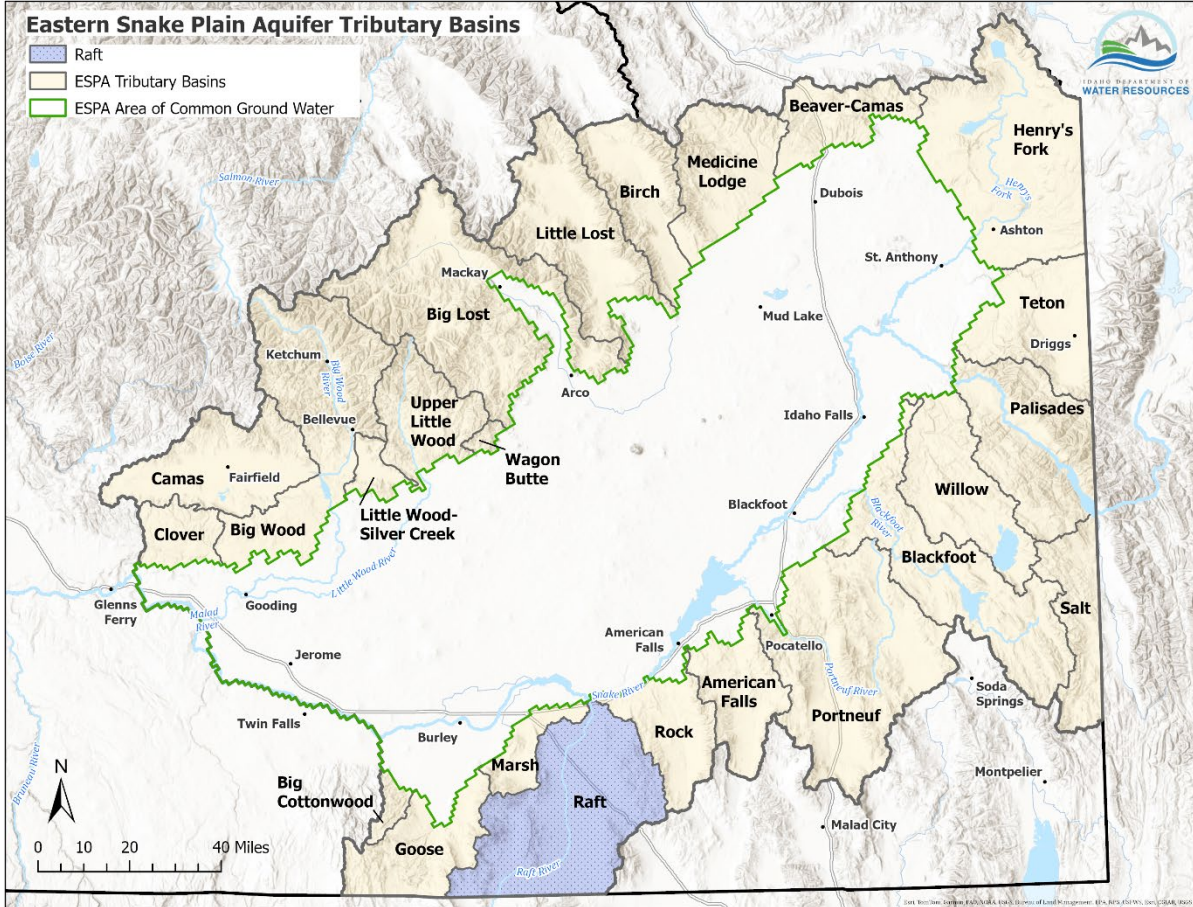 Eastern Snake Plain Aquifer Tributary Basins
Raft
ESPA Tributary Basins
ESPA Area of Common Ground Water
IDAHO DEPARTMENT OF
WATER RESOURCES
Beaver-Camas
Henry's
Fork
Medicine
Lodge
Birch
Salmon River
Henrys
Fork
Dubois
Little Lost
Ashton
St. Anthony
Mackay
Big Lost
Teton
Mud Lake
Driggs
Boise River
Ketchum
Big Wood
River
Arco
Upper
Little
Wood
Idaho Falls
Palisades
Bellevue
Wagon
Butte
Camas
Fairfield
Willow
Little Wood-
Silver Creek
Blackfoot
Blackfoot
River
Clover
Big Wood
Blackfoot
Little Wood River
Glenns
Ferry
Gooding
Malad
River
Salt
American
Falls
Pocatello
Jerome
American
Falls
Portneuf River
Soda
Springs
Snake River
Twin Falls
Burley
Rock
Portneuf
Marsh
Bruneau River
N
Big
Cottonwood
Raft
Montpelier
Malad City
0 20 40 Miles
Goose
Raft River